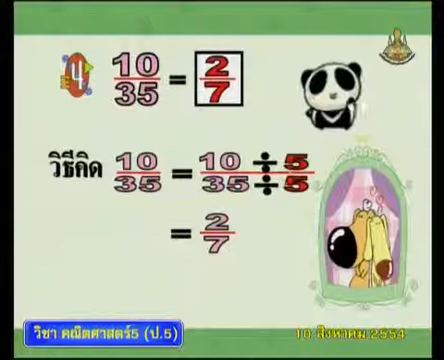 4 10/35 = 2/7
วิธีคิด 10/35 = 10÷5/35÷5
= 2/7
วิชา คณิตศาสตร์5 (ป.5)
10 สิงหาคม 2554